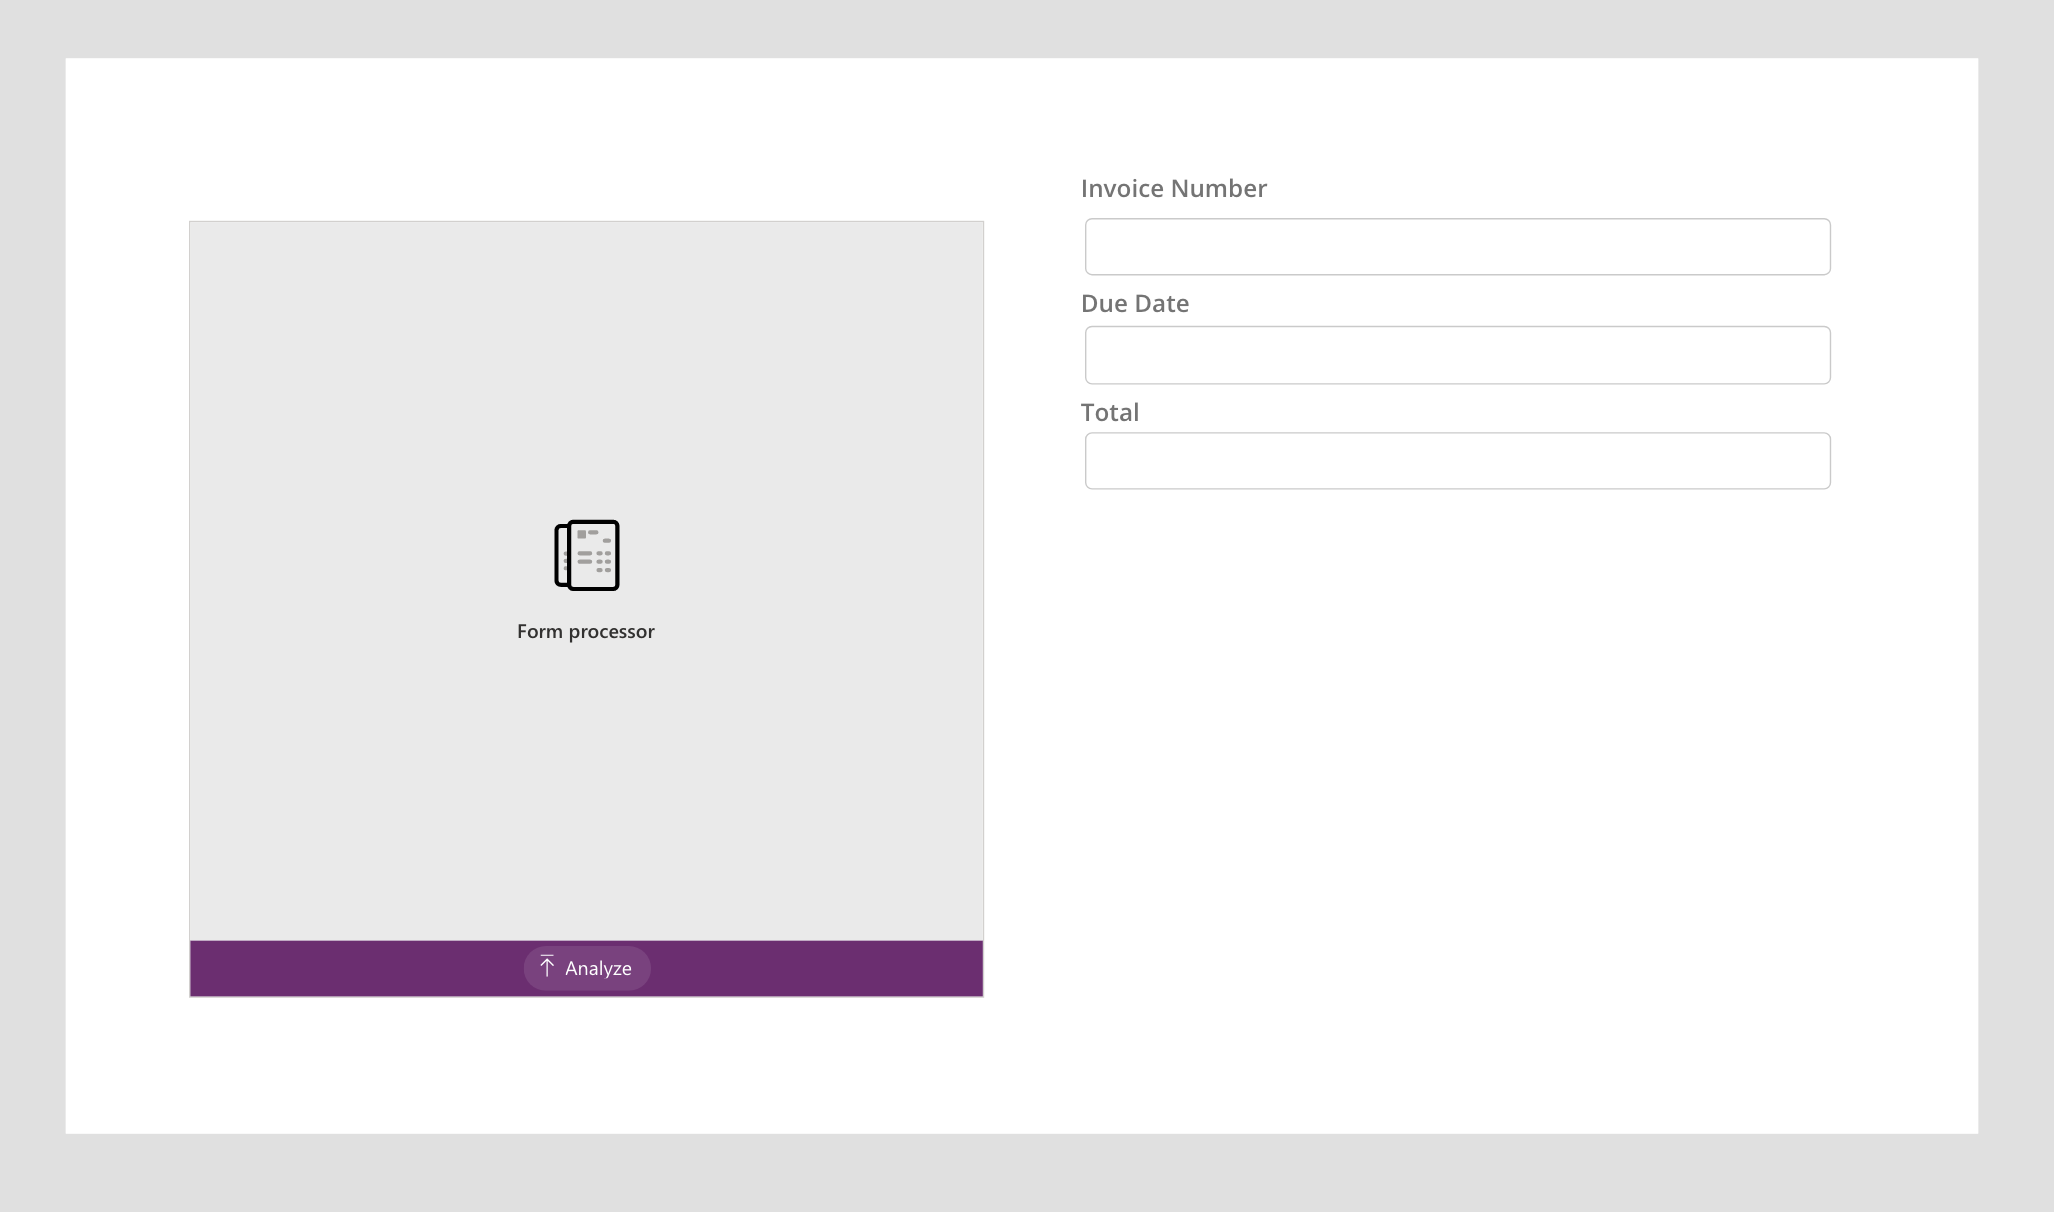 Invoice Number
Due Date
Total
Form processor
Analyze